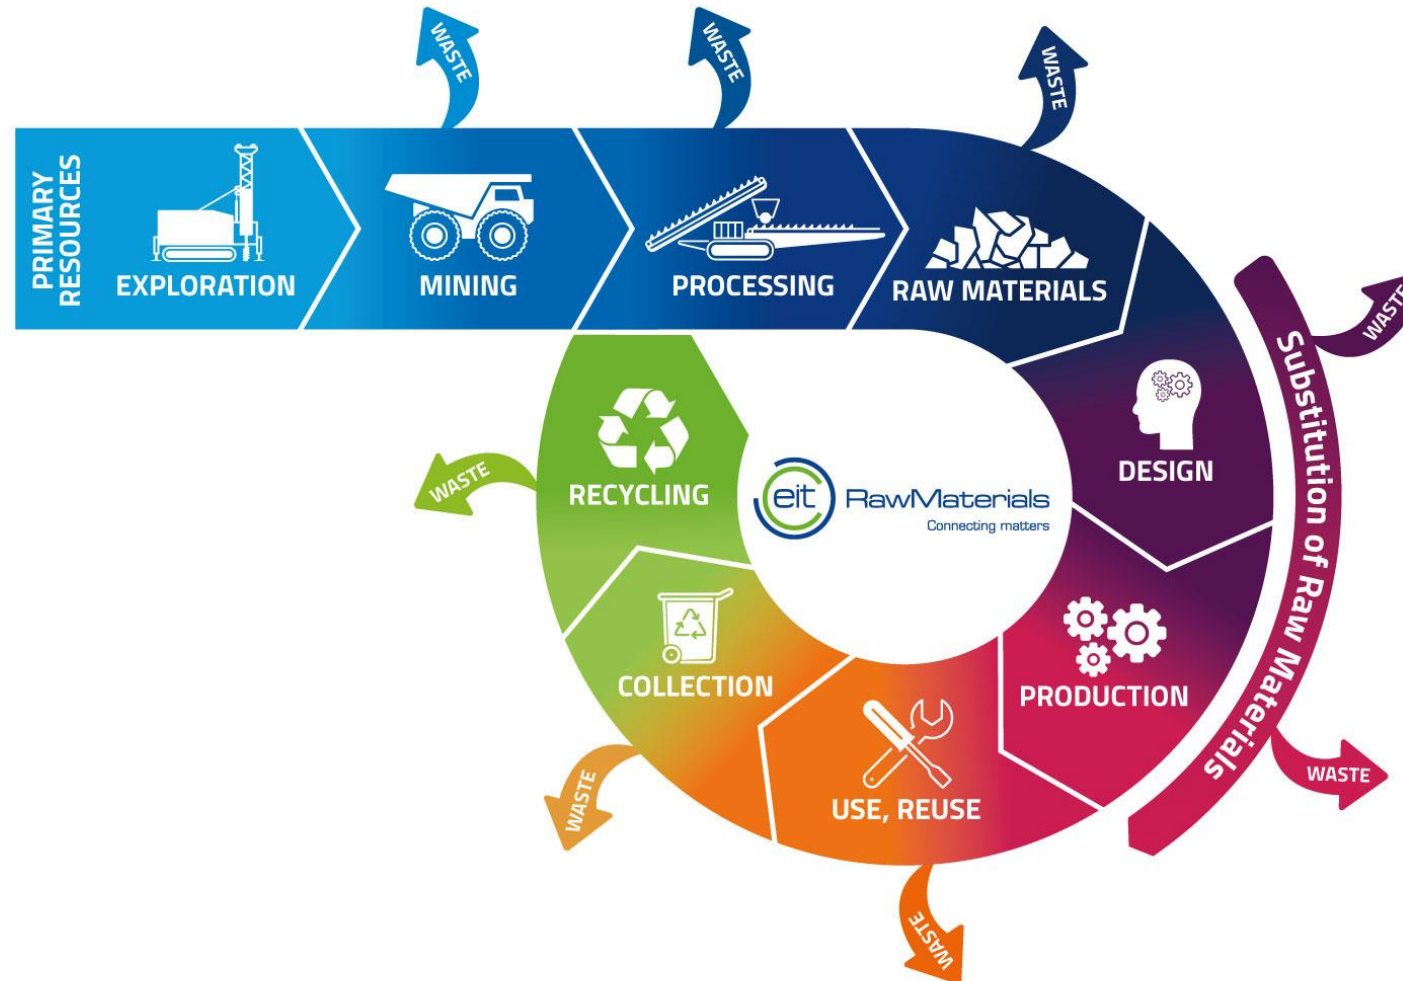 WASTE
WASTE
WASTE
PRIMARY
RESOURCES
EXPLORATION
MINING
PROCESSING
RAW MATERIALS
WASTE
Substitution of Raw Materials
DESIGN
RECYCLING
WASTE
eit RawMaterials
Connecting matters
COLLECTION
PRODUCTION
USE, REUSE
WASTE
WASTE
WASTE